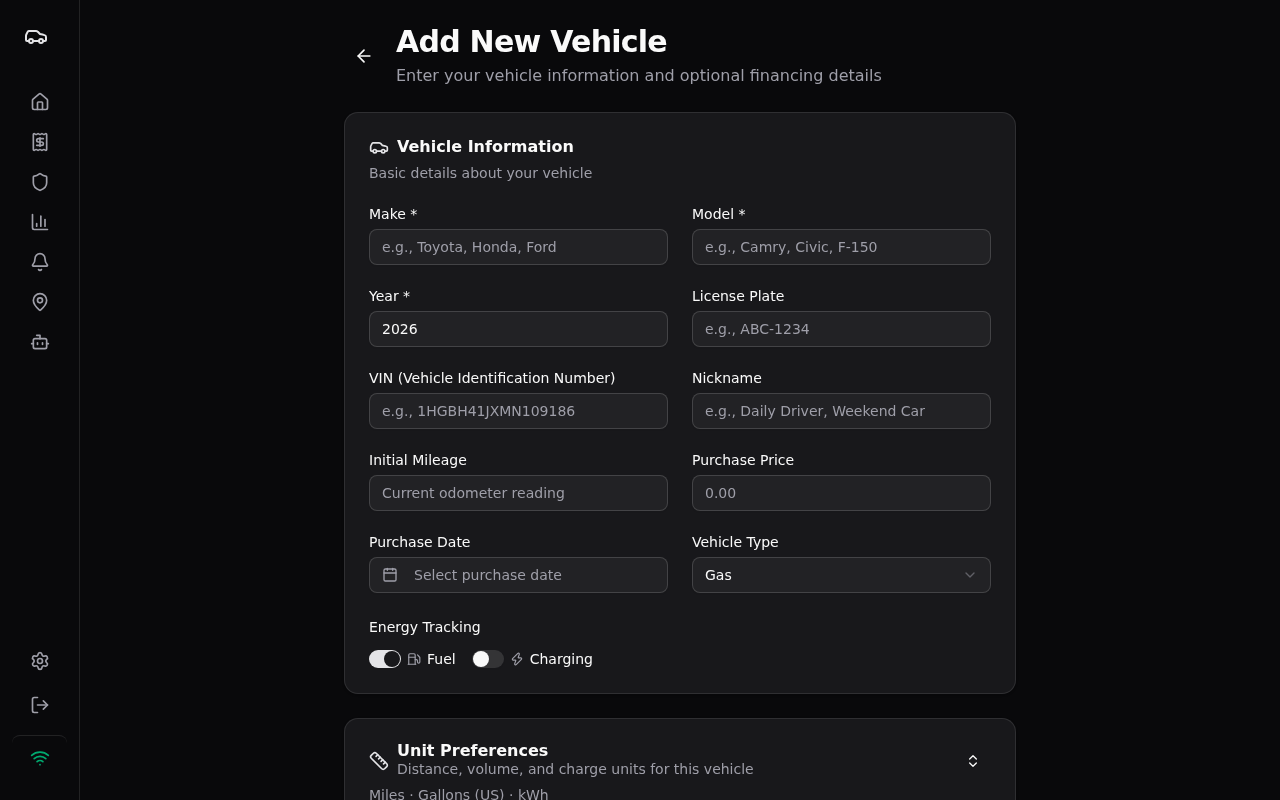 Add New Vehicle
Enter your vehicle information and optional financing details
Vehicle Information
Basic details about your vehicle
Make *
Model *
e.g., Toyota, Honda, Ford
e.g., Camry, Civic, F-150
Year *
License Plate
2026
e.g., ABC-1234
VIN (Vehicle Identification Number)
Nickname
e.g., 1HGBH41JXMN109186
e.g., Daily Driver, Weekend Car
Initial Mileage
Purchase Price
Current odometer reading
0.00
Purchase Date
Vehicle Type
Select purchase date
Gas
Energy Tracking
Fuel
Charging
Unit Preferences
Distance, volume, and charge units for this vehicle
Miles · Gallons (US) · kWh